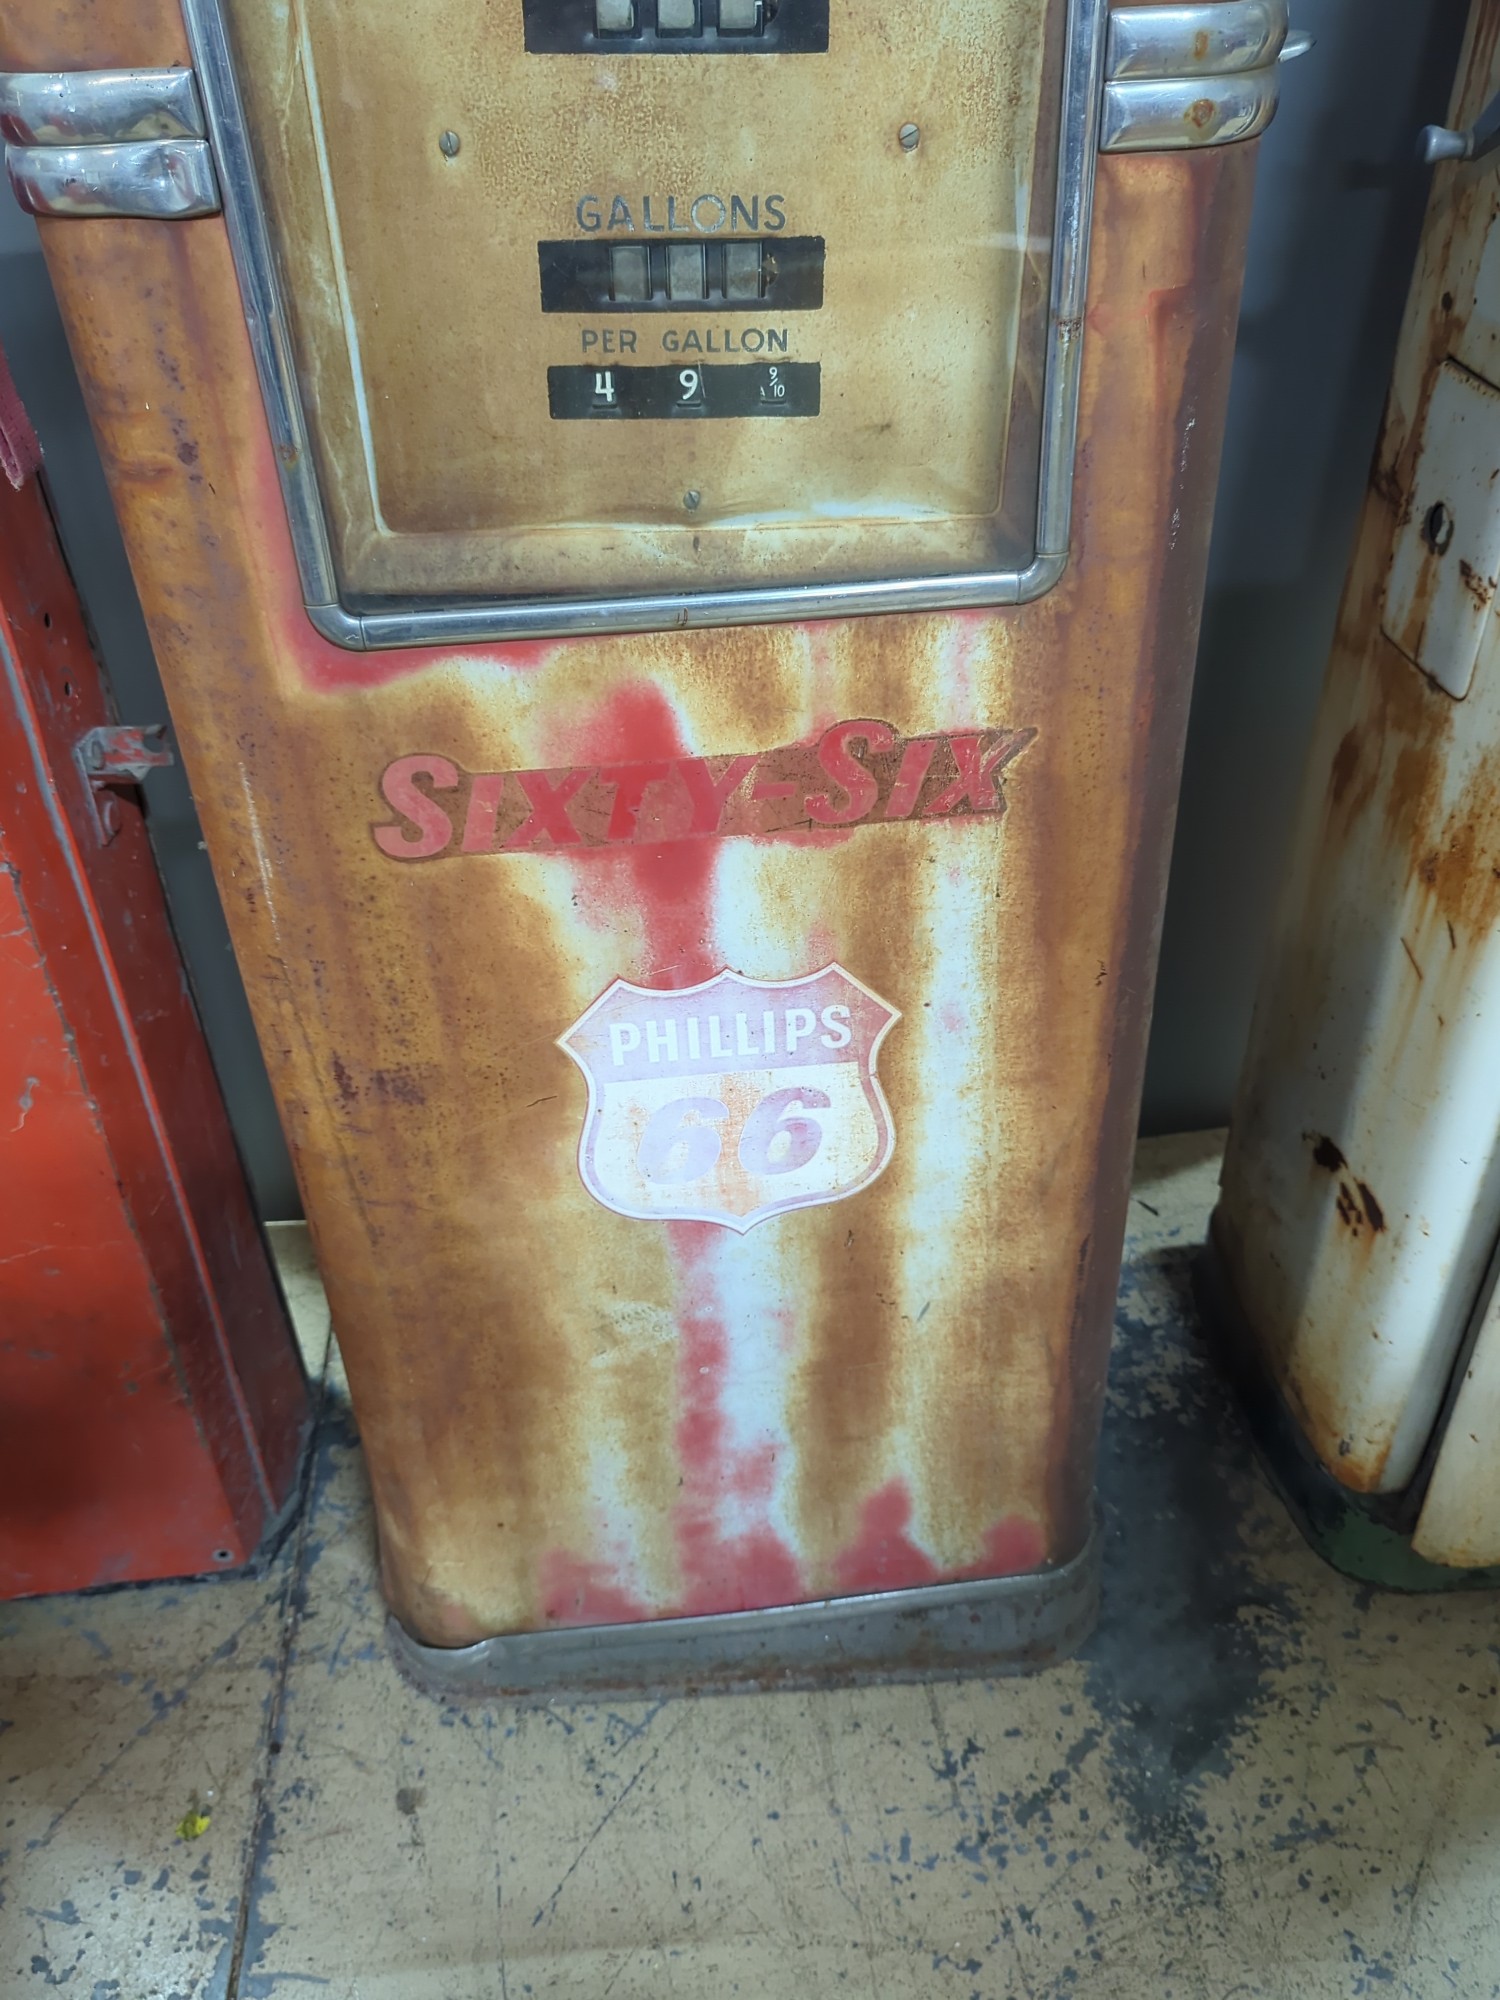 GALLONS
PER GALLON
4 9 9/10
SIXTY-SIX
PHILLIPS
66